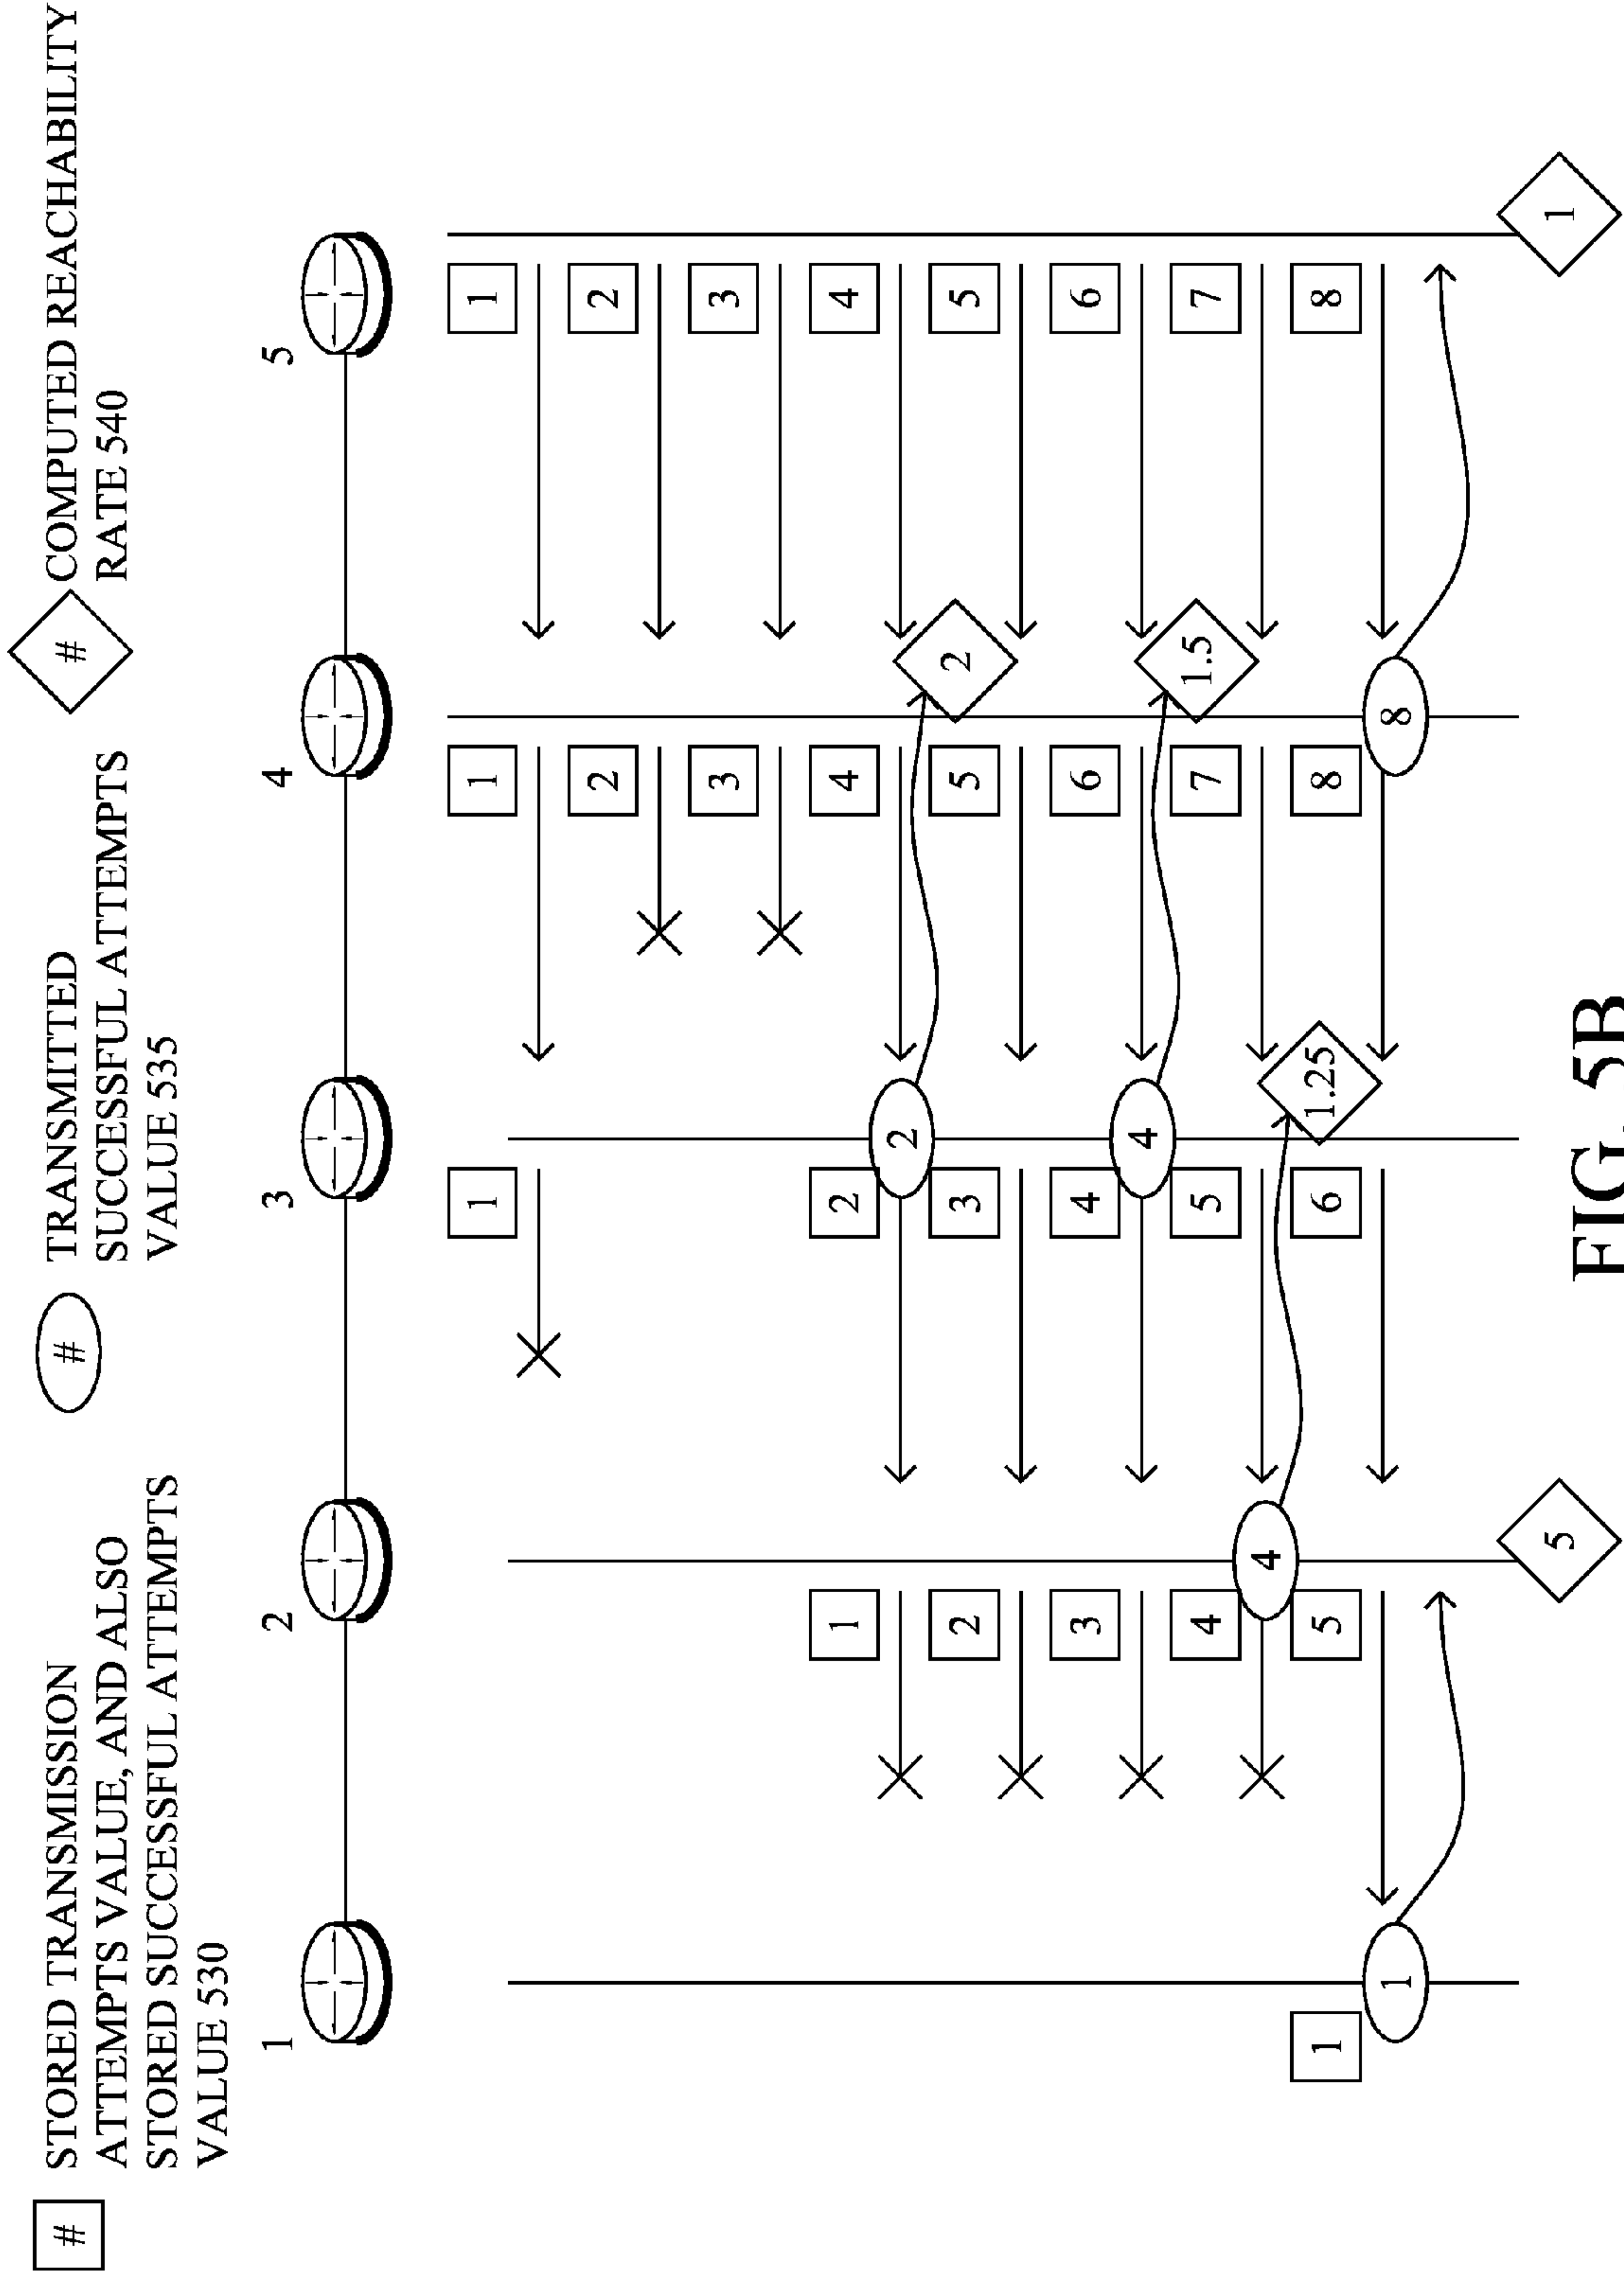 #
STORED TRANSMISSION
ATTEMPTS VALUE, AND ALSO
STORED SUCCESSFUL ATTEMPTS
VALUE 530
#
TRANSMITTED
SUCCESSFUL ATTEMPTS
VALUE 535
#
COMPUTED REACHABILITY
RATE 540
1 2 3 4 5
1 1 1
2 2
3 3
1 2 4 4
2 2
2 3 5 5
3 4 6 6
4 1.5
4 5 7 7
4 1.25
1 5 6 8 8
1 8
5 1
FIG. 5B